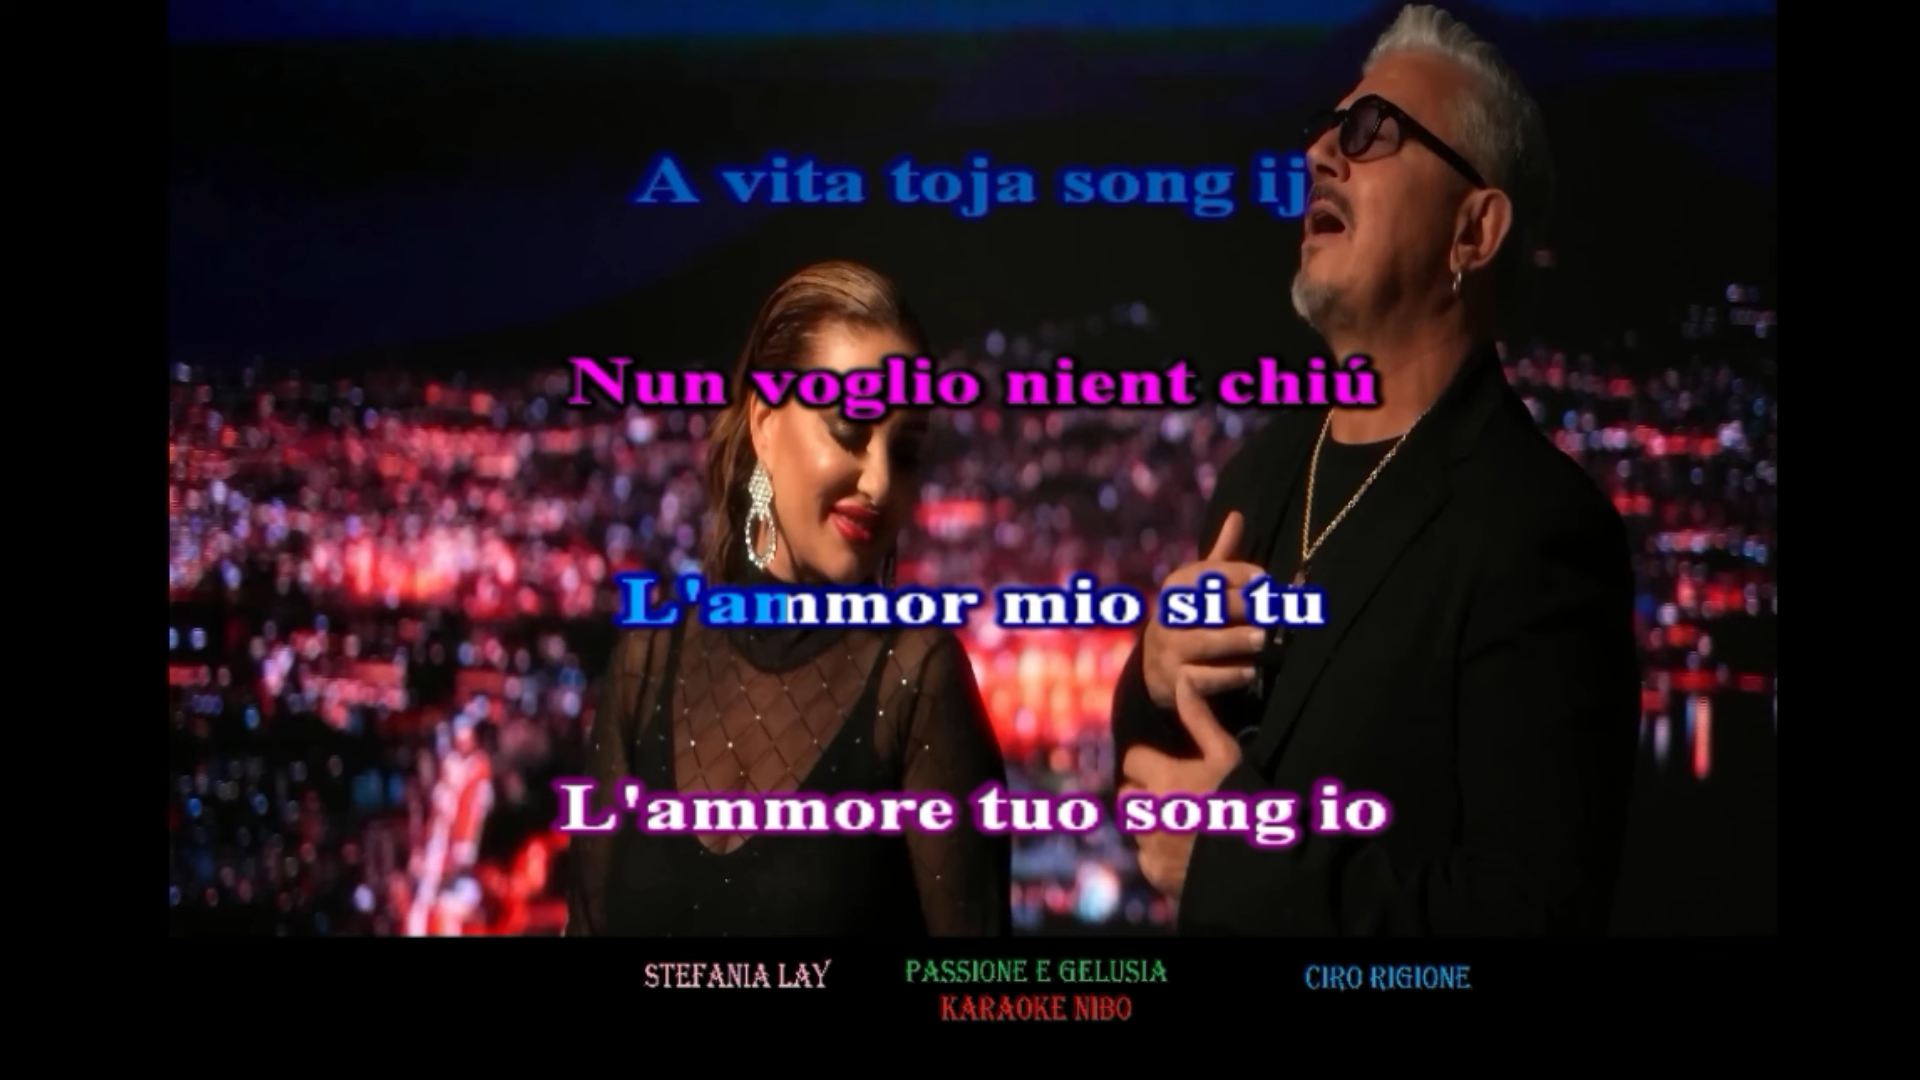 A vita toja song ij
Nun voglio nient chiú
L'ammor mio si tu
L'ammore tuo song io
STEFANIA LAY
PASSIONE E GELUSIA
KARAOKE NIBO
CIRO RIGIONE